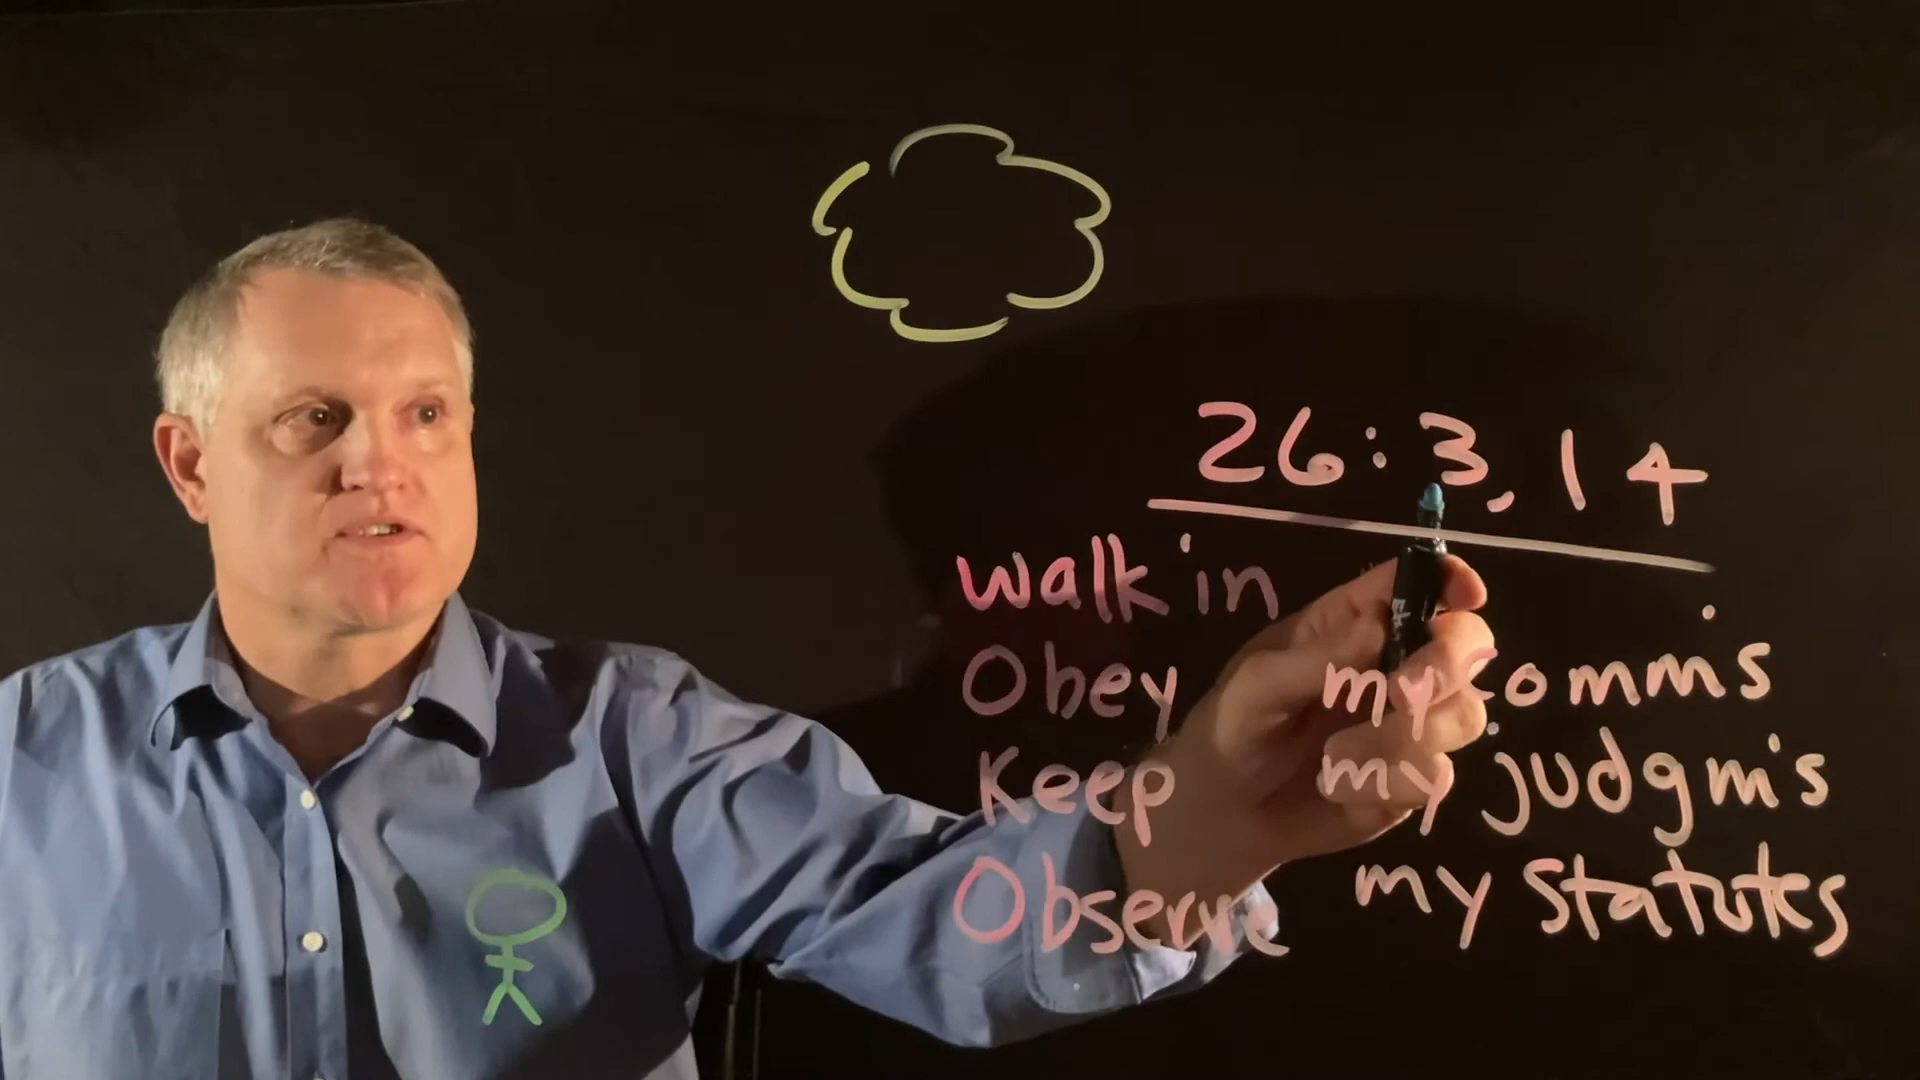 26:3,14
walk in
Obey my comms
Keep my judgm's
Observe my statutes